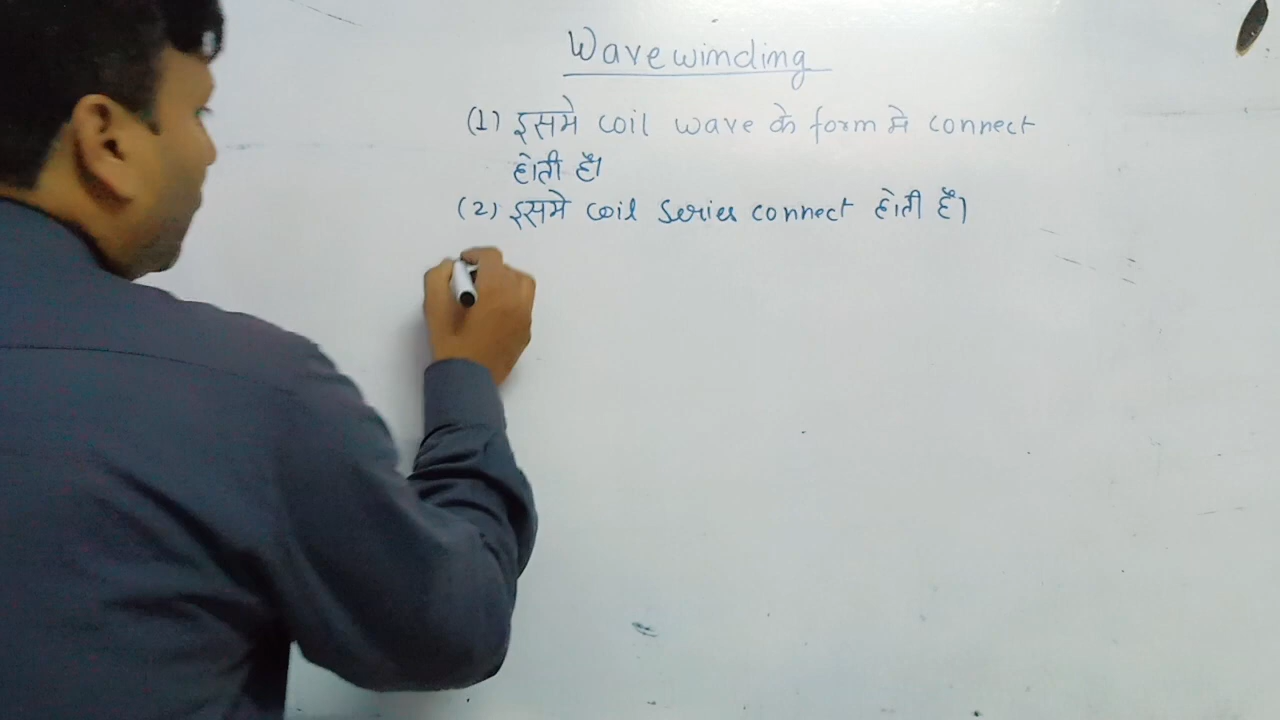 Wave winding
(1) इसमे coil wave के form मे connect
होती हैं।
(2) इसमे coil series connect होती हैं।